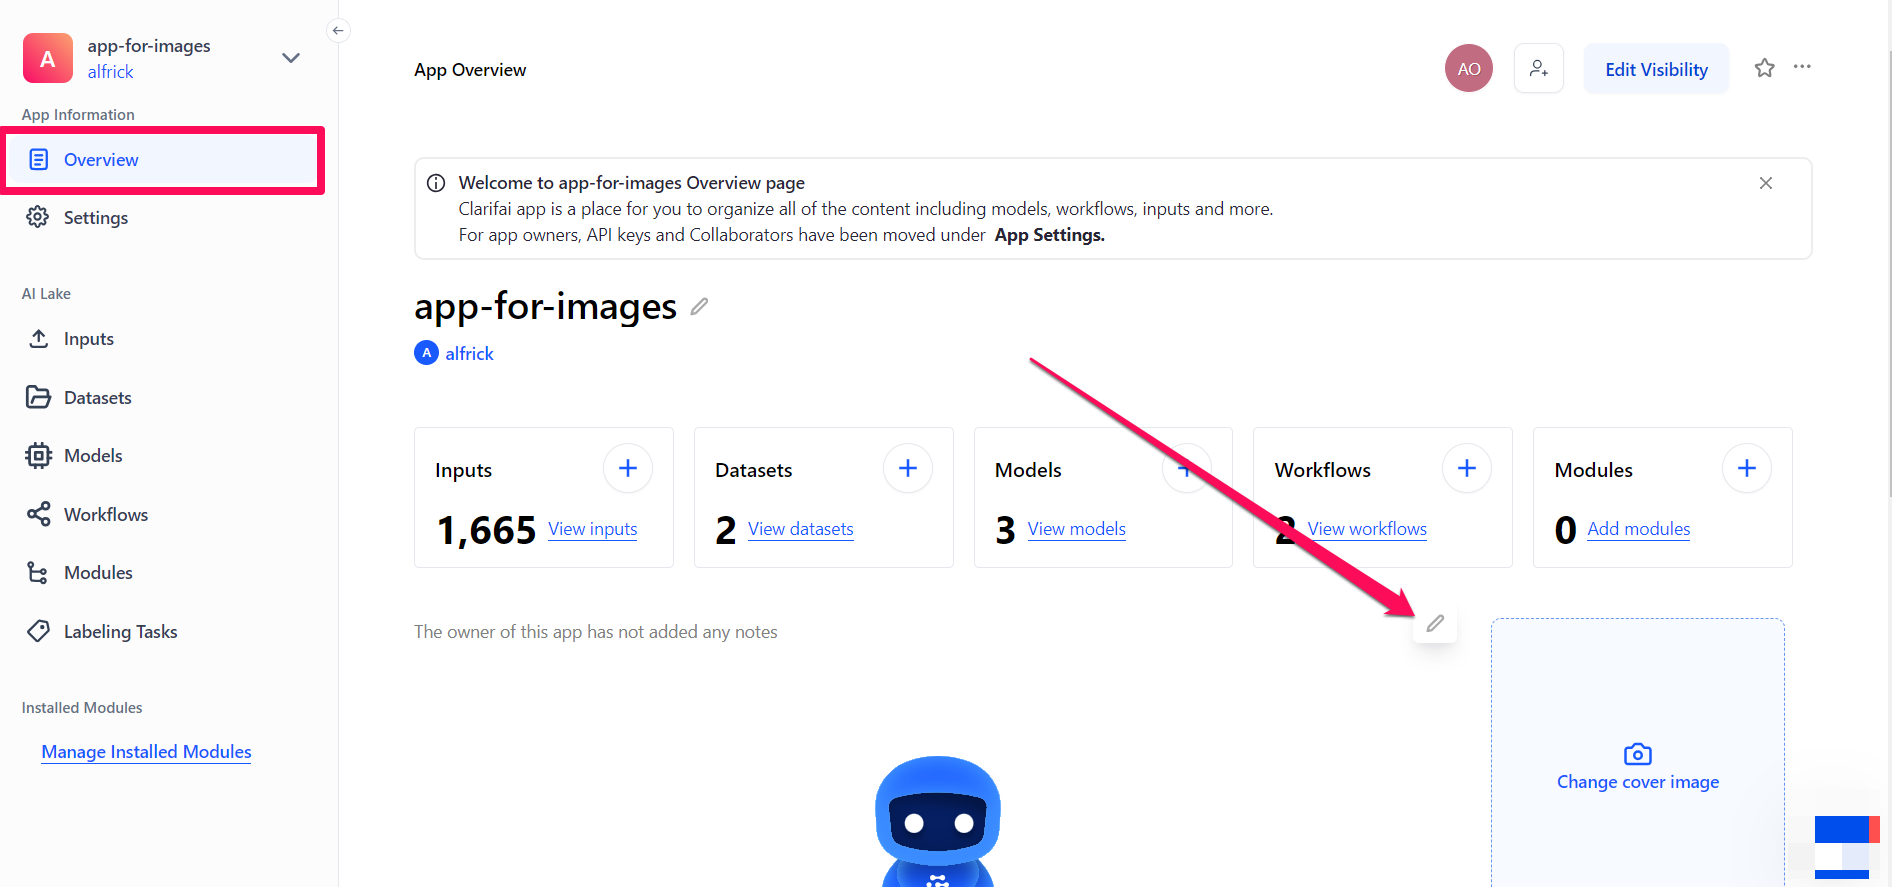 A
app-for-images
alfrick
App Information
Overview
Settings
AI Lake
Inputs
Datasets
Models
Workflows
Modules
Labeling Tasks
Installed Modules
Manage Installed Modules
App Overview
AO
Edit Visibility
Welcome to app-for-images Overview page
Clarifai app is a place for you to organize all of the content including models, workflows, inputs and more.
For app owners, API keys and Collaborators have been moved under App Settings.
app-for-images
A alfrick
Inputs
1,665 View inputs
Datasets
2 View datasets
Models
3 View models
Workflows
2 View workflows
Modules
0 Add modules
The owner of this app has not added any notes
Change cover image